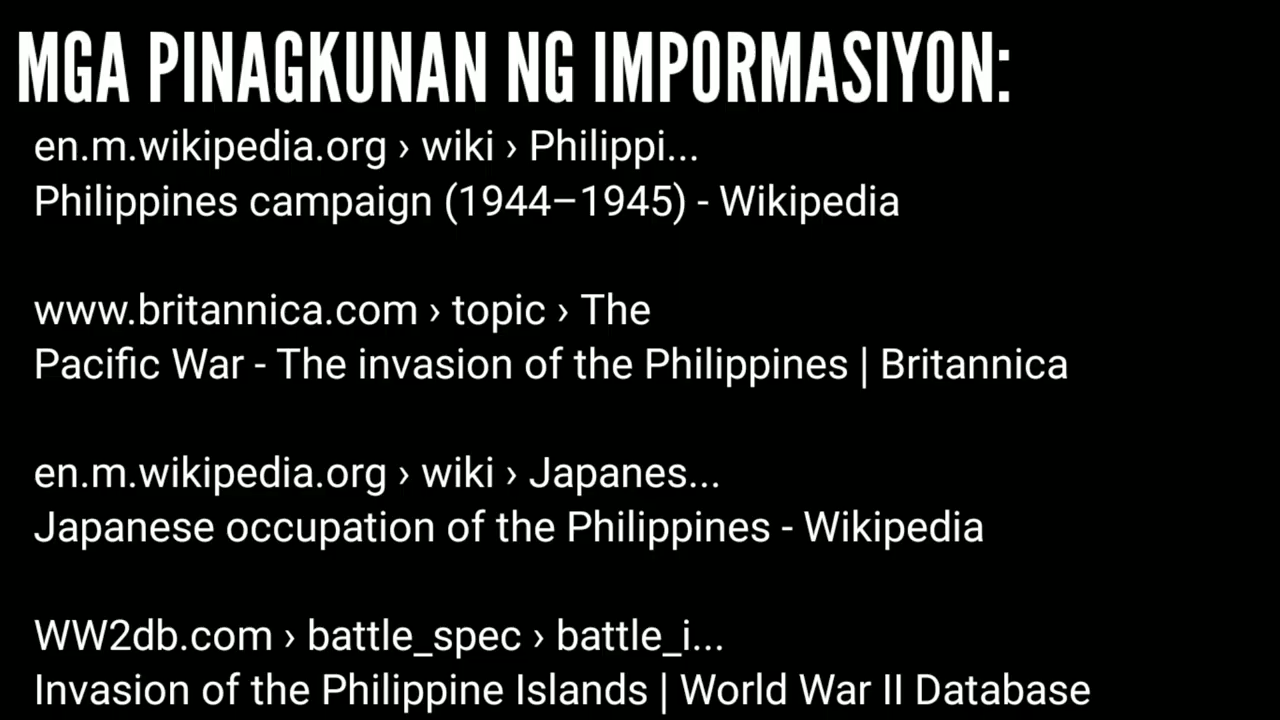 MGA PINAGKUNAN NG IMPORMASIYON:
en.m.wikipedia.org › wiki › Philippi...
Philippines campaign (1944–1945) - Wikipedia
www.britannica.com › topic › The
Pacific War - The invasion of the Philippines | Britannica
en.m.wikipedia.org › wiki › Japanes...
Japanese occupation of the Philippines - Wikipedia
WW2db.com › battle_spec › battle_i...
Invasion of the Philippine Islands | World War II Database